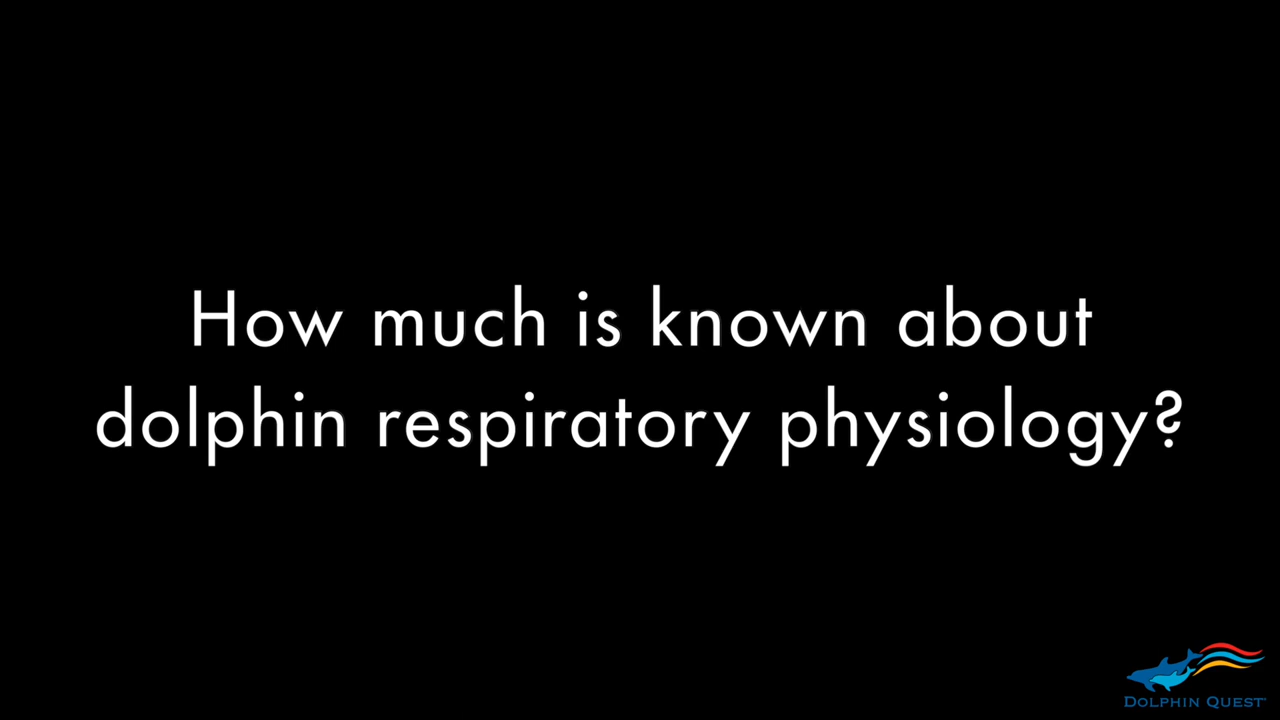 How much is known about
dolphin respiratory physiology?
DOLPHIN QUEST